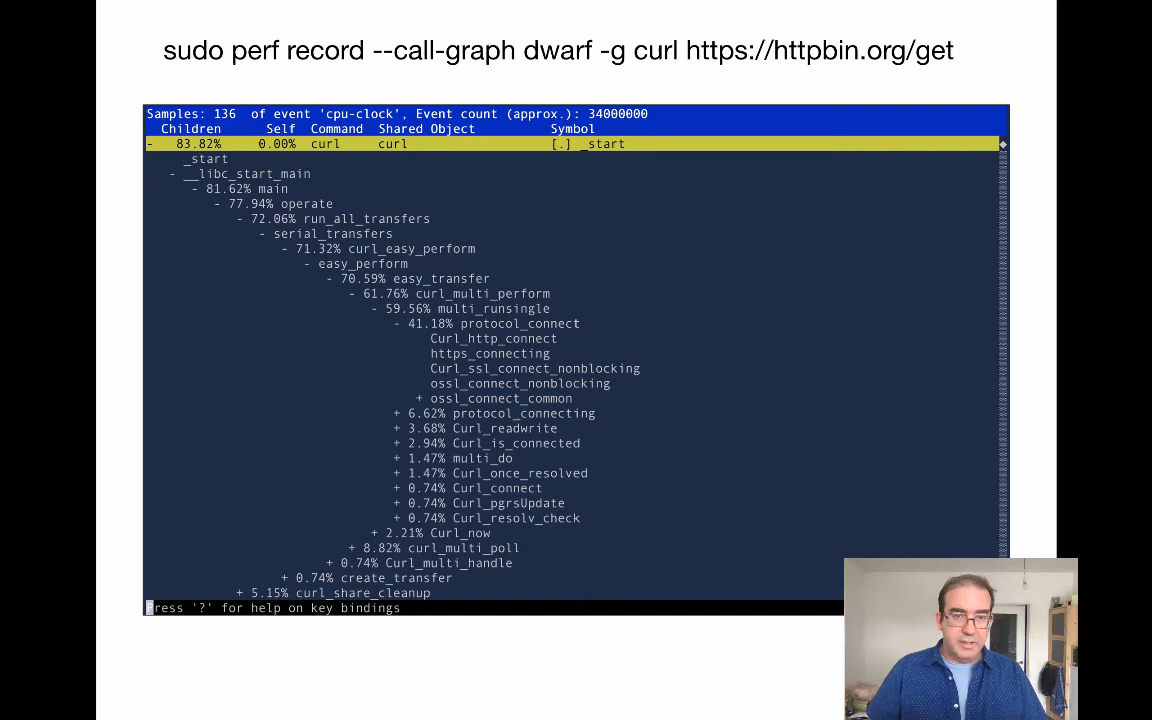 sudo perf record --call-graph dwarf -g curl https://httpbin.org/get
Samples: 136  of event 'cpu-clock', Event count (approx.): 34000000
  Children      Self  Command  Shared Object          Symbol
-   83.82%     0.00%  curl     curl                   [.] _start
     _start
   - __libc_start_main
      - 81.62% main
         - 77.94% operate
            - 72.06% run_all_transfers
               - serial_transfers
                  - 71.32% curl_easy_perform
                     - easy_perform
                        - 70.59% easy_transfer
                           - 61.76% curl_multi_perform
                              - 59.56% multi_runsingle
                                 - 41.18% protocol_connect
                                      Curl_http_connect
                                      https_connecting
                                      Curl_ssl_connect_nonblocking
                                      ossl_connect_nonblocking
                                    + ossl_connect_common
                                 + 6.62% protocol_connecting
                                 + 3.68% Curl_readwrite
                                 + 2.94% Curl_is_connected
                                 + 1.47% multi_do
                                 + 1.47% Curl_once_resolved
                                 + 0.74% Curl_connect
                                 + 0.74% Curl_pgrsUpdate
                                 + 0.74% Curl_resolv_check
                              + 2.21% Curl_now
                           + 8.82% curl_multi_poll
                        + 0.74% Curl_multi_handle
                  + 0.74% create_transfer
            + 5.15% curl_share_cleanup
Press '?' for help on key bindings